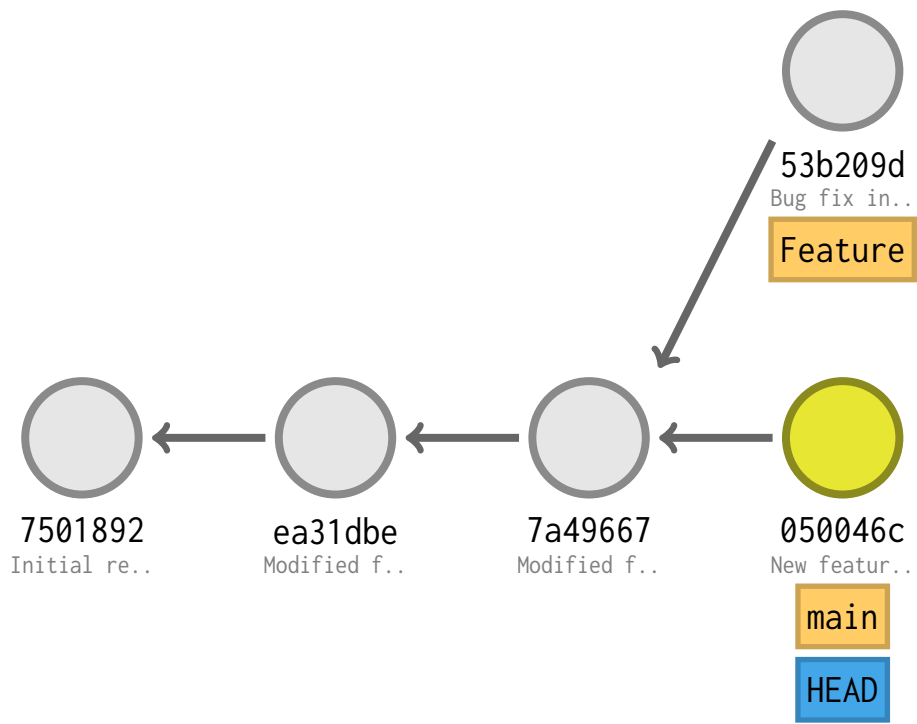 53b209d
Bug fix in..
Feature
7501892
Initial re..
ea31dbe
Modified f..
7a49667
Modified f..
050046c
New featur..
main
HEAD